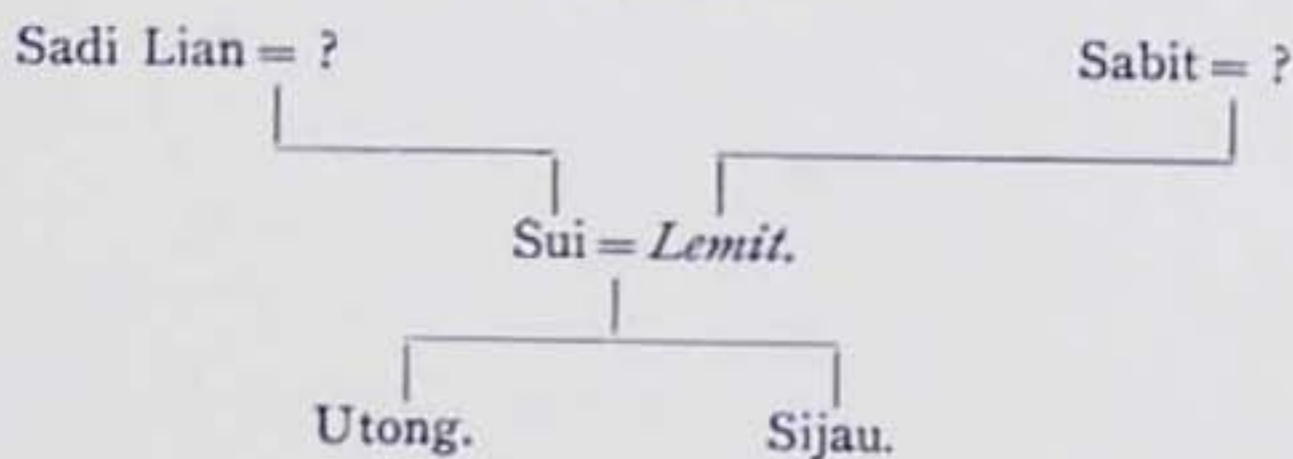 Sadi Lian = ? Sabit = ?
Sui = Lemit.
Utong. Sijau.